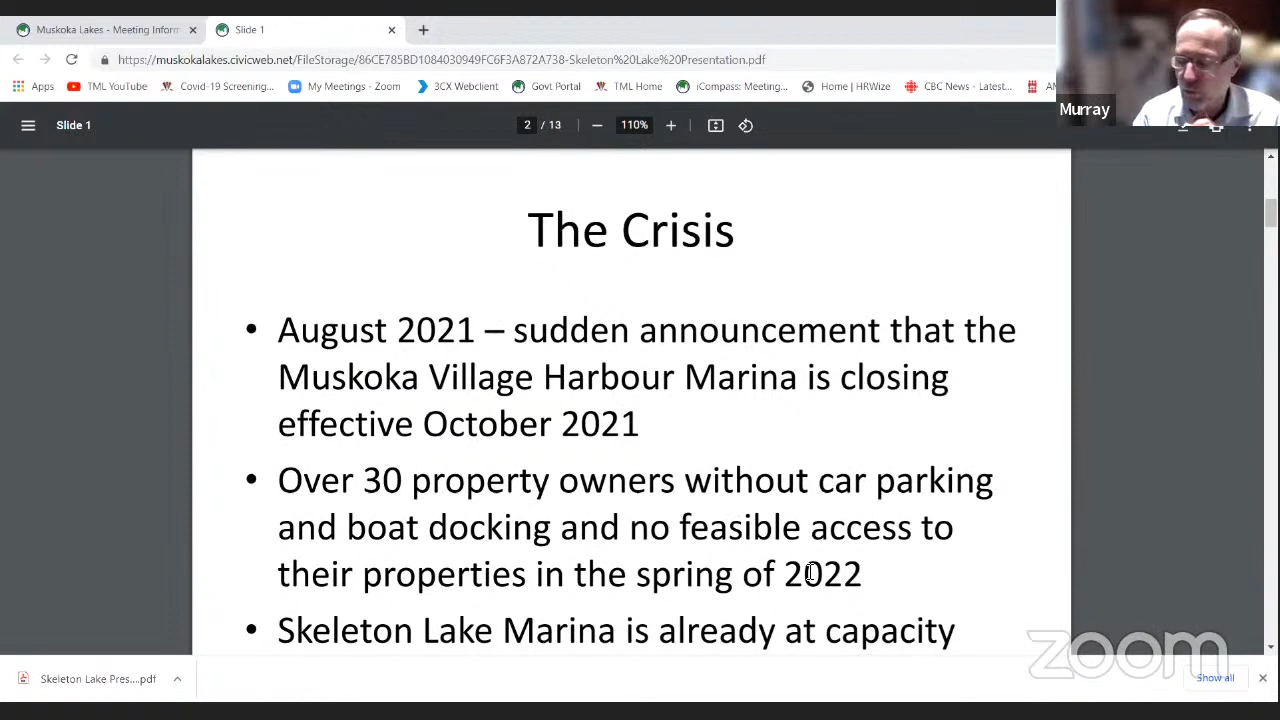 Muskoka Lakes - Meeting Inform
Slide 1
https://muskokalakes.civicweb.net/FileStorage/86CE785BD1084030949FC6F3A872A738-Skeleton%20Lake%20Presentation.pdf
Apps TML YouTube Covid-19 Screening... My Meetings - Zoom 3CX Webclient Govt Portal TML Home iCompass: Meeting... Home | HRWize CBC News - Latest... AM
Murray
Slide 1
2 / 13
110%
The Crisis
• August 2021 – sudden announcement that the
Muskoka Village Harbour Marina is closing
effective October 2021
• Over 30 property owners without car parking
and boat docking and no feasible access to
their properties in the spring of 2022
• Skeleton Lake Marina is already at capacity
zoom
Skeleton Lake Pres....pdf
Show all